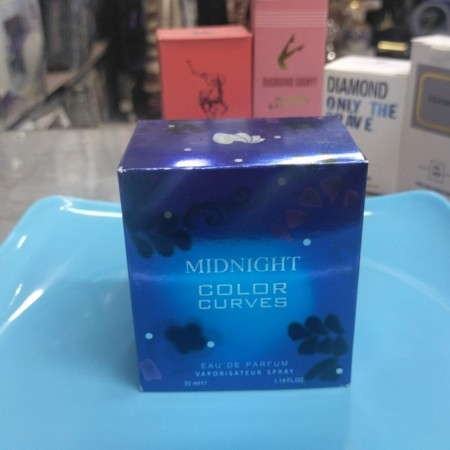 DIAMOND
ONLY THE
MIDNIGHT
COLOR
CURVES
EAU DE PARFUM
VAPORISATEUR SPRAY